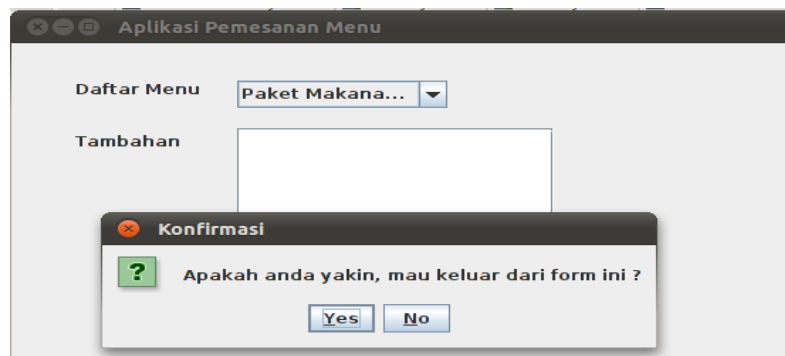 Aplikasi Pemesanan Menu
Daftar Menu Paket Makana...
Tambahan
Konfirmasi
? Apakah anda yakin, mau keluar dari form ini ?
Yes No